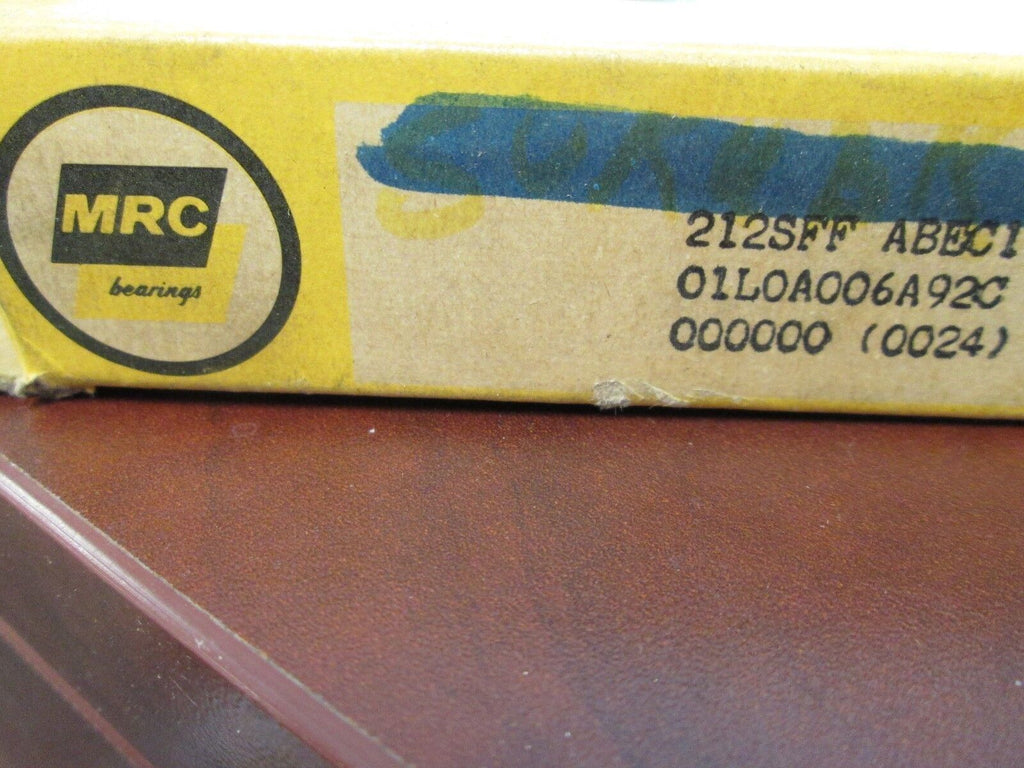 MRC
bearings
212SFF ABEC1
01L0A006A92C
000000 (0024)